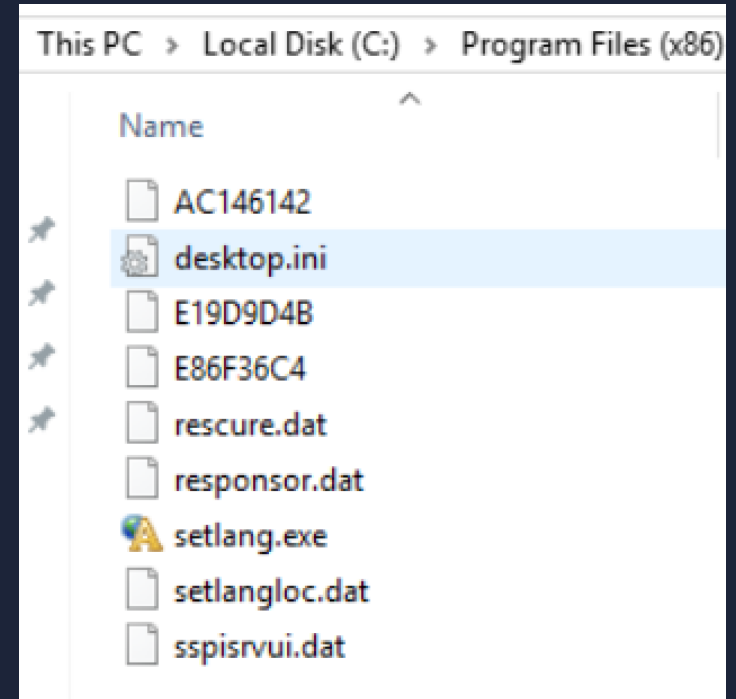 This PC > Local Disk (C:) > Program Files (x86)
Name
AC146142
desktop.ini
E19D9D4B
E86F36C4
rescure.dat
responsor.dat
setlang.exe
setlangloc.dat
sspisrvui.dat